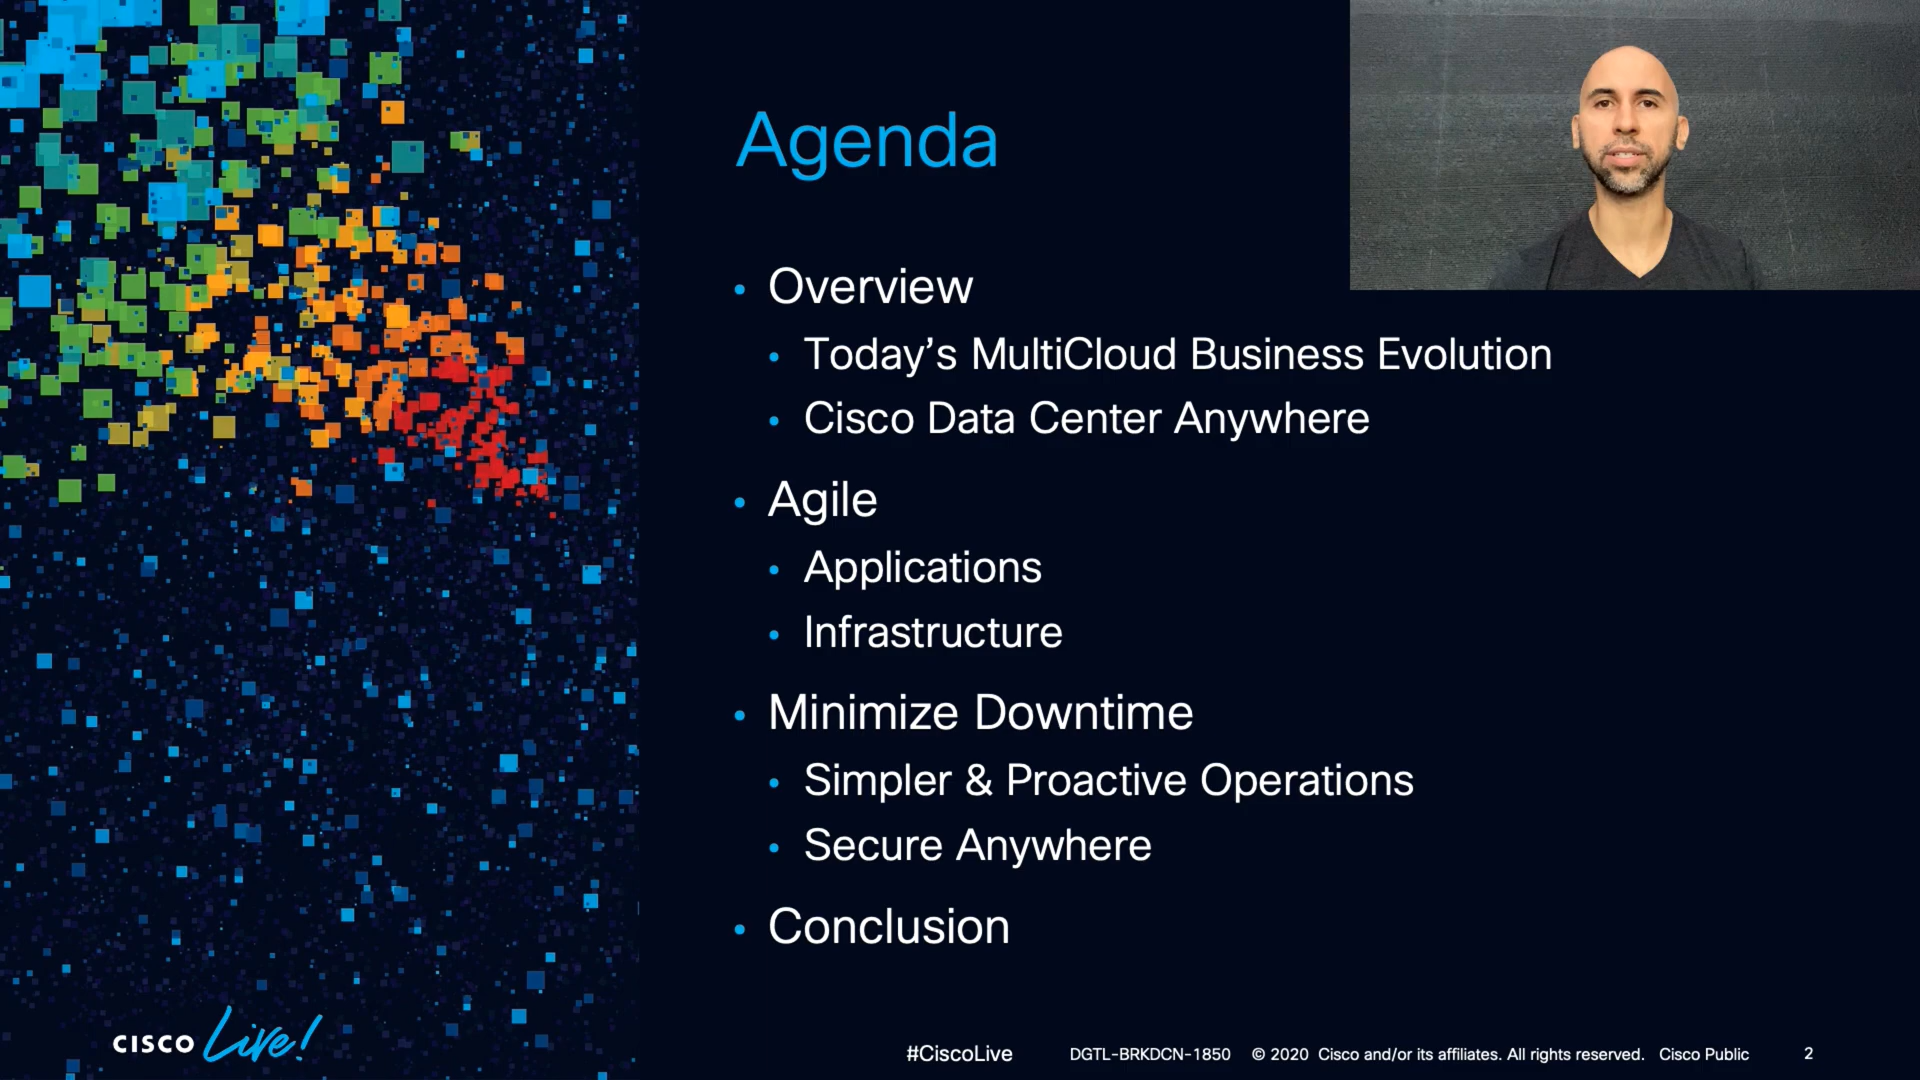 Agenda
• Overview
• Today's MultiCloud Business Evolution
• Cisco Data Center Anywhere
• Agile
• Applications
• Infrastructure
• Minimize Downtime
• Simpler & Proactive Operations
• Secure Anywhere
• Conclusion
CISCO Live!
#CiscoLive DGTL-BRKDCN-1850 © 2020 Cisco and/or its affiliates. All rights reserved. Cisco Public 2